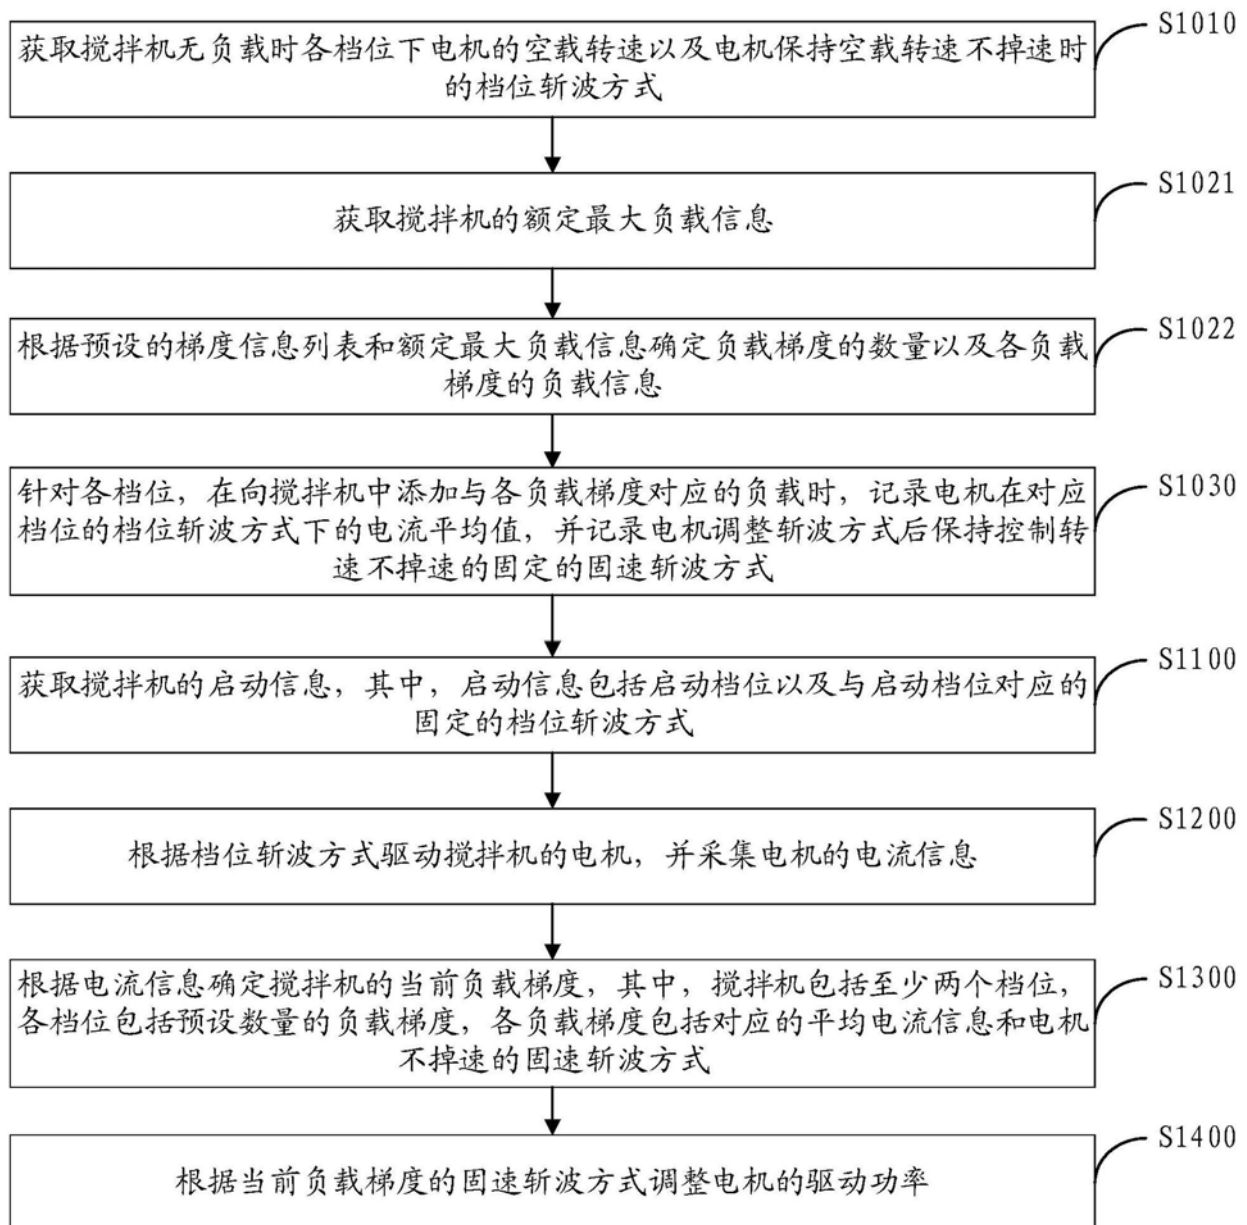 获取搅拌机无负载时各档位下电机的空载转速以及电机保持空载转速不掉速时
的档位斩波方式
S1010
获取搅拌机的额定最大负载信息
S1021
根据预设的梯度信息列表和额定最大负载信息确定负载梯度的数量以及各负载
梯度的负载信息
S1022
针对各档位，在向搅拌机中添加与各负载梯度对应的负载时，记录电机在对应
档位的档位斩波方式下的电流平均值，并记录电机调整斩波方式后保持控制转
速不掉速的固定的固速斩波方式
S1030
获取搅拌机的启动信息，其中，启动信息包括启动档位以及与启动档位对应的
固定的档位斩波方式
S1100
根据档位斩波方式驱动搅拌机的电机，并采集电机的电流信息
S1200
根据电流信息确定搅拌机的当前负载梯度，其中，搅拌机包括至少两个档位，
各档位包括预设数量的负载梯度，各负载梯度包括对应的平均电流信息和电机
不掉速的固速斩波方式
S1300
根据当前负载梯度的固速斩波方式调整电机的驱动功率
S1400